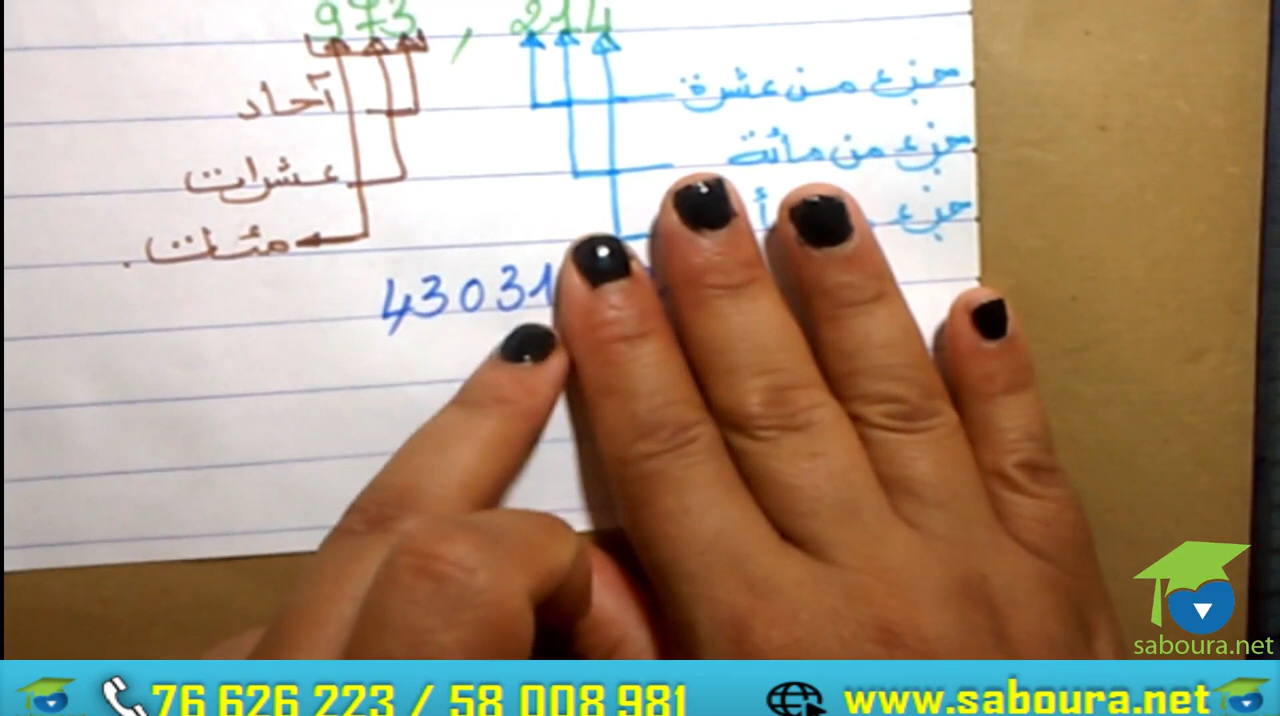 973 , 214
آحاد
جزء من عشرة
عشرات
جزء من مائة
مئات.
جزء
43031
saboura.net
76 626 223 / 58 008 981
www.saboura.net